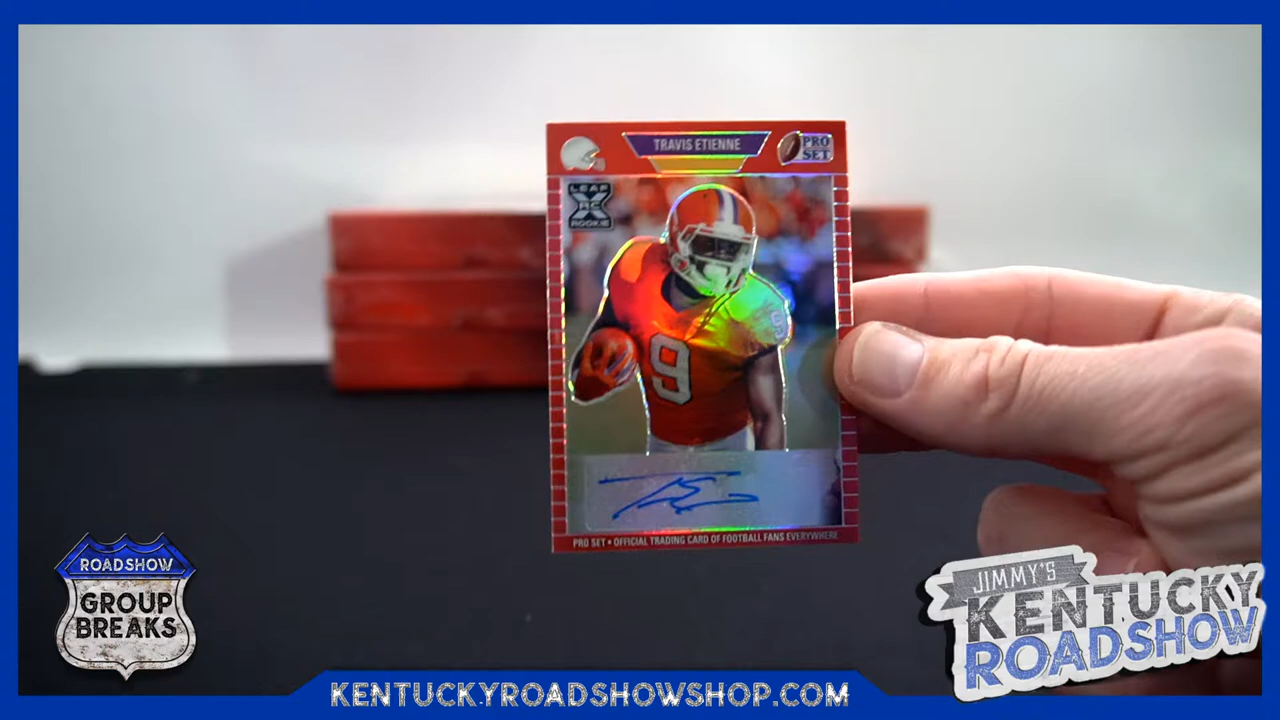 TRAVIS ETIENNE
PRO
SET
LEAF
X
RC
ROOKIE
9
9
PRO SET • OFFICIAL TRADING CARD OF FOOTBALL FANS EVERYWHERE
ROADSHOW
GROUP
BREAKS
JIMMY'S
KENTUCKY
ROADSHOW
KENTUCKYROADSHOWSHOP.COM